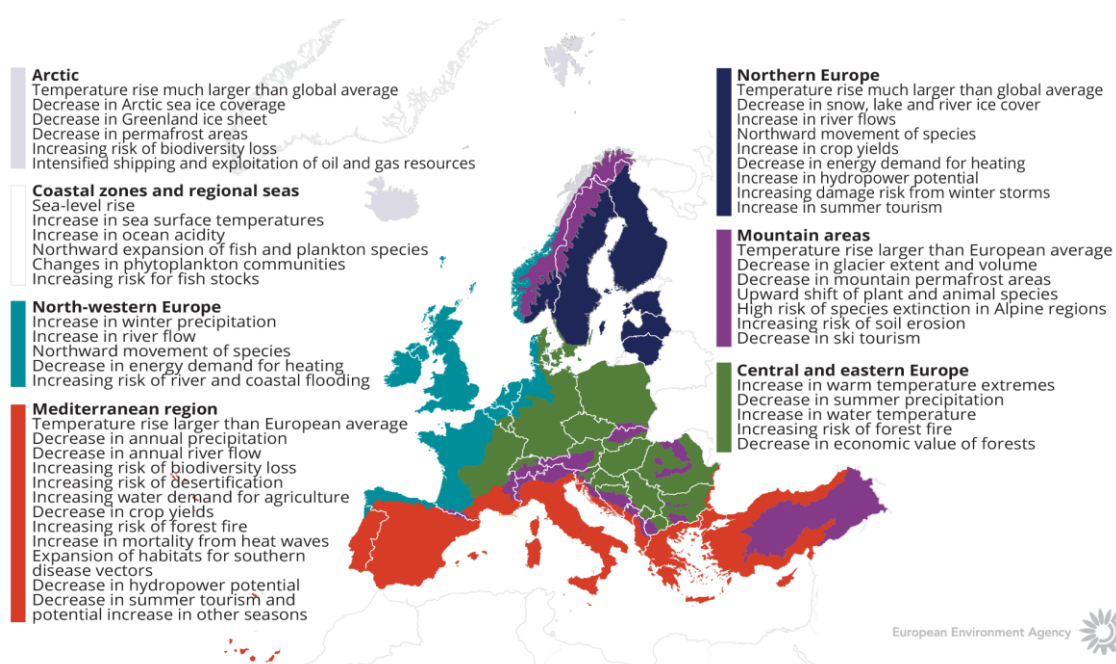 Arctic
Temperature rise much larger than global average
Decrease in Arctic sea ice coverage
Decrease in Greenland ice sheet
Decrease in permafrost areas
Increasing risk of biodiversity loss
Intensified shipping and exploitation of oil and gas resources
Coastal zones and regional seas
Sea-level rise
Increase in sea surface temperatures
Increase in ocean acidity
Northward expansion of fish and plankton species
Changes in phytoplankton communities
Increasing risk for fish stocks
North-western Europe
Increase in winter precipitation
Increase in river flow
Northward movement of species
Decrease in energy demand for heating
Increasing risk of river and coastal flooding
Mediterranean region
Temperature rise larger than European average
Decrease in annual precipitation
Decrease in annual river flow
Increasing risk of biodiversity loss
Increasing risk of desertification
Increasing water demand for agriculture
Decrease in crop yields
Increasing risk of forest fire
Increase in mortality from heat waves
Expansion of habitats for southern
disease vectors
Decrease in hydropower potential
Decrease in summer tourism and
potential increase in other seasons
Northern Europe
Temperature rise much larger than global average
Decrease in snow, lake and river ice cover
Increase in river flows
Northward movement of species
Increase in crop yields
Decrease in energy demand for heating
Increase in hydropower potential
Increasing damage risk from winter storms
Increase in summer tourism
Mountain areas
Temperature rise larger than European average
Decrease in glacier extent and volume
Decrease in mountain permafrost areas
Upward shift of plant and animal species
High risk of species extinction in Alpine regions
Increasing risk of soil erosion
Decrease in ski tourism
Central and eastern Europe
Increase in warm temperature extremes
Decrease in summer precipitation
Increase in water temperature
Increasing risk of forest fire
Decrease in economic value of forests
European Environment Agency